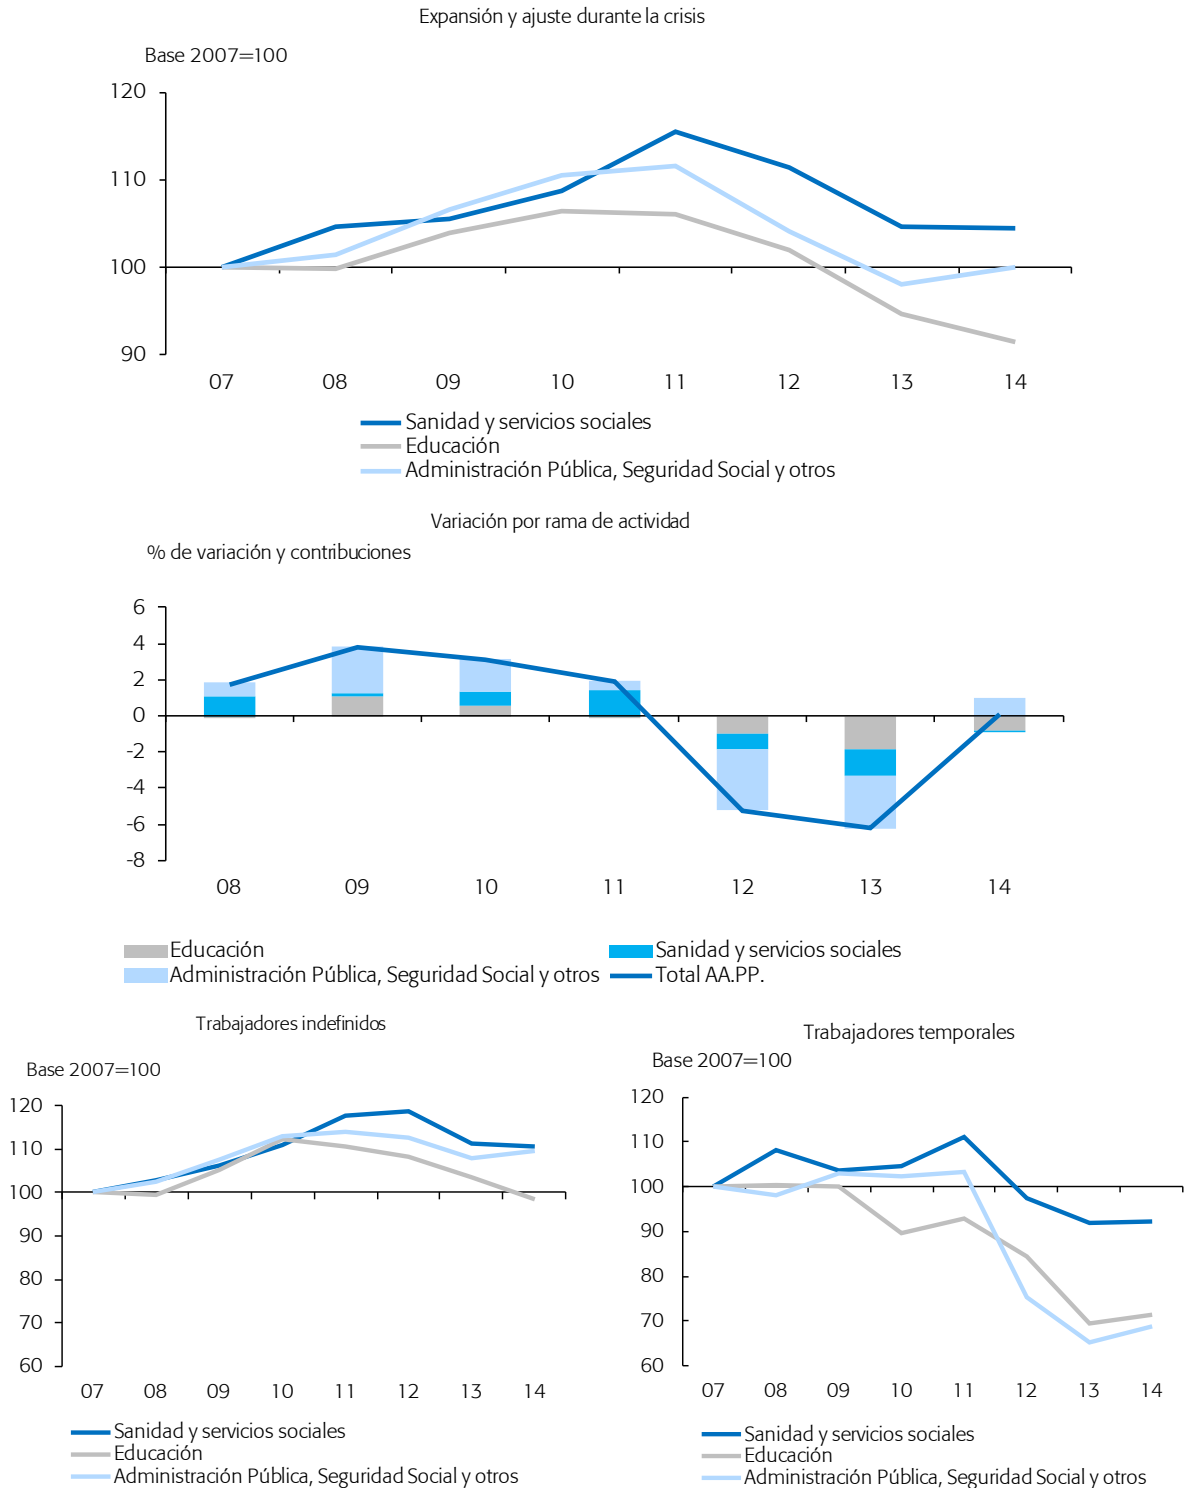 Expansión y ajuste durante la crisis
Base 2007=100
120
110
100
90
07 08 09 10 11 12 13 14
Sanidad y servicios sociales
Educación
Administración Pública, Seguridad Social y otros
Variación por rama de actividad
% de variación y contribuciones
6
4
2
0
-2
-4
-6
-8
08 09 10 11 12 13 14
Educación Sanidad y servicios sociales
Administración Pública, Seguridad Social y otros Total AA.PP.
Trabajadores indefinidos
Base 2007=100
120
110
100
90
80
70
60
07 08 09 10 11 12 13 14
Sanidad y servicios sociales
Educación
Administración Pública, Seguridad Social y otros
Trabajadores temporales
Base 2007=100
120
110
100
90
80
70
60
07 08 09 10 11 12 13 14
Sanidad y servicios sociales
Educación
Administración Pública, Seguridad Social y otros